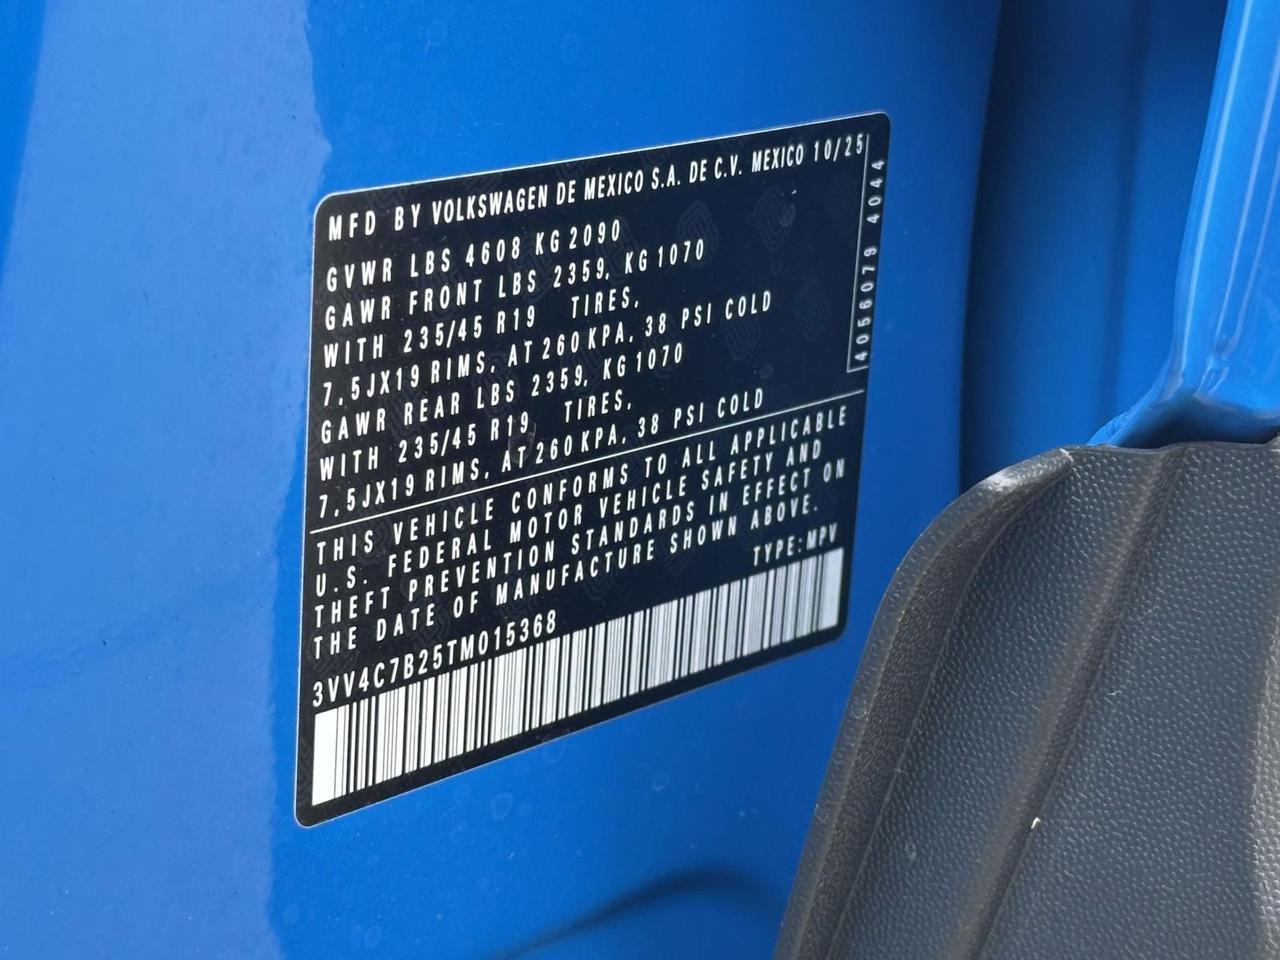 MFD BY VOLKSWAGEN DE MEXICO S.A. DE C.V. MEXICO 10/25
GVWR LBS 4608 KG 2090
GAWR FRONT LBS 2359, KG 1070
WITH 235/45 R19 TIRES,
7,5JX19 RIMS, AT 260 KPA, 38 PSI COLD
GAWR REAR LBS 2359, KG 1070
WITH 235/45 R19 TIRES,
7,5JX19 RIMS, AT 260 KPA, 38 PSI COLD
4056079 4044
THIS VEHICLE CONFORMS TO ALL APPLICABLE
U.S. FEDERAL MOTOR VEHICLE SAFETY AND
THEFT PREVENTION STANDARDS IN EFFECT ON
THE DATE OF MANUFACTURE SHOWN ABOVE.
TYPE: MPV
3VV4C7B25TM015368